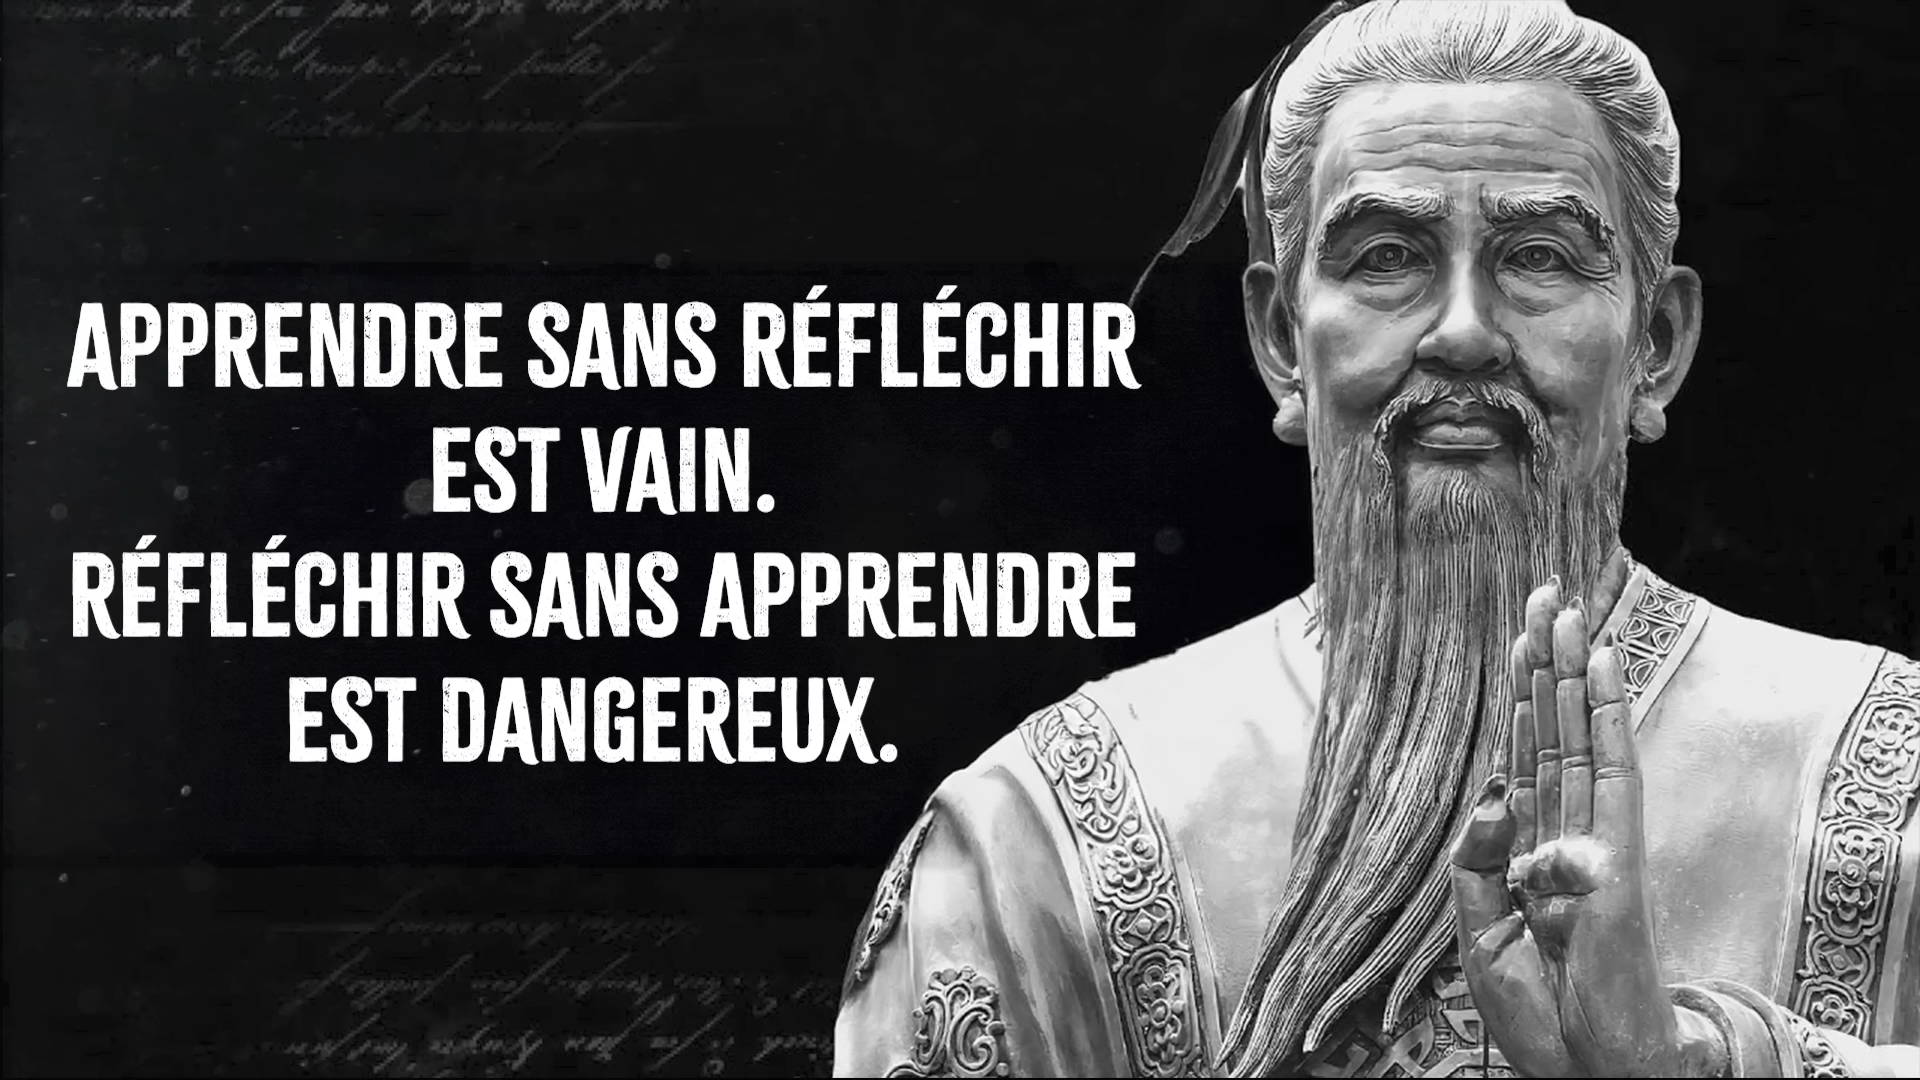 APPRENDRE SANS RÉFLÉCHIR
EST VAIN.
RÉFLÉCHIR SANS APPRENDRE
EST DANGEREUX.